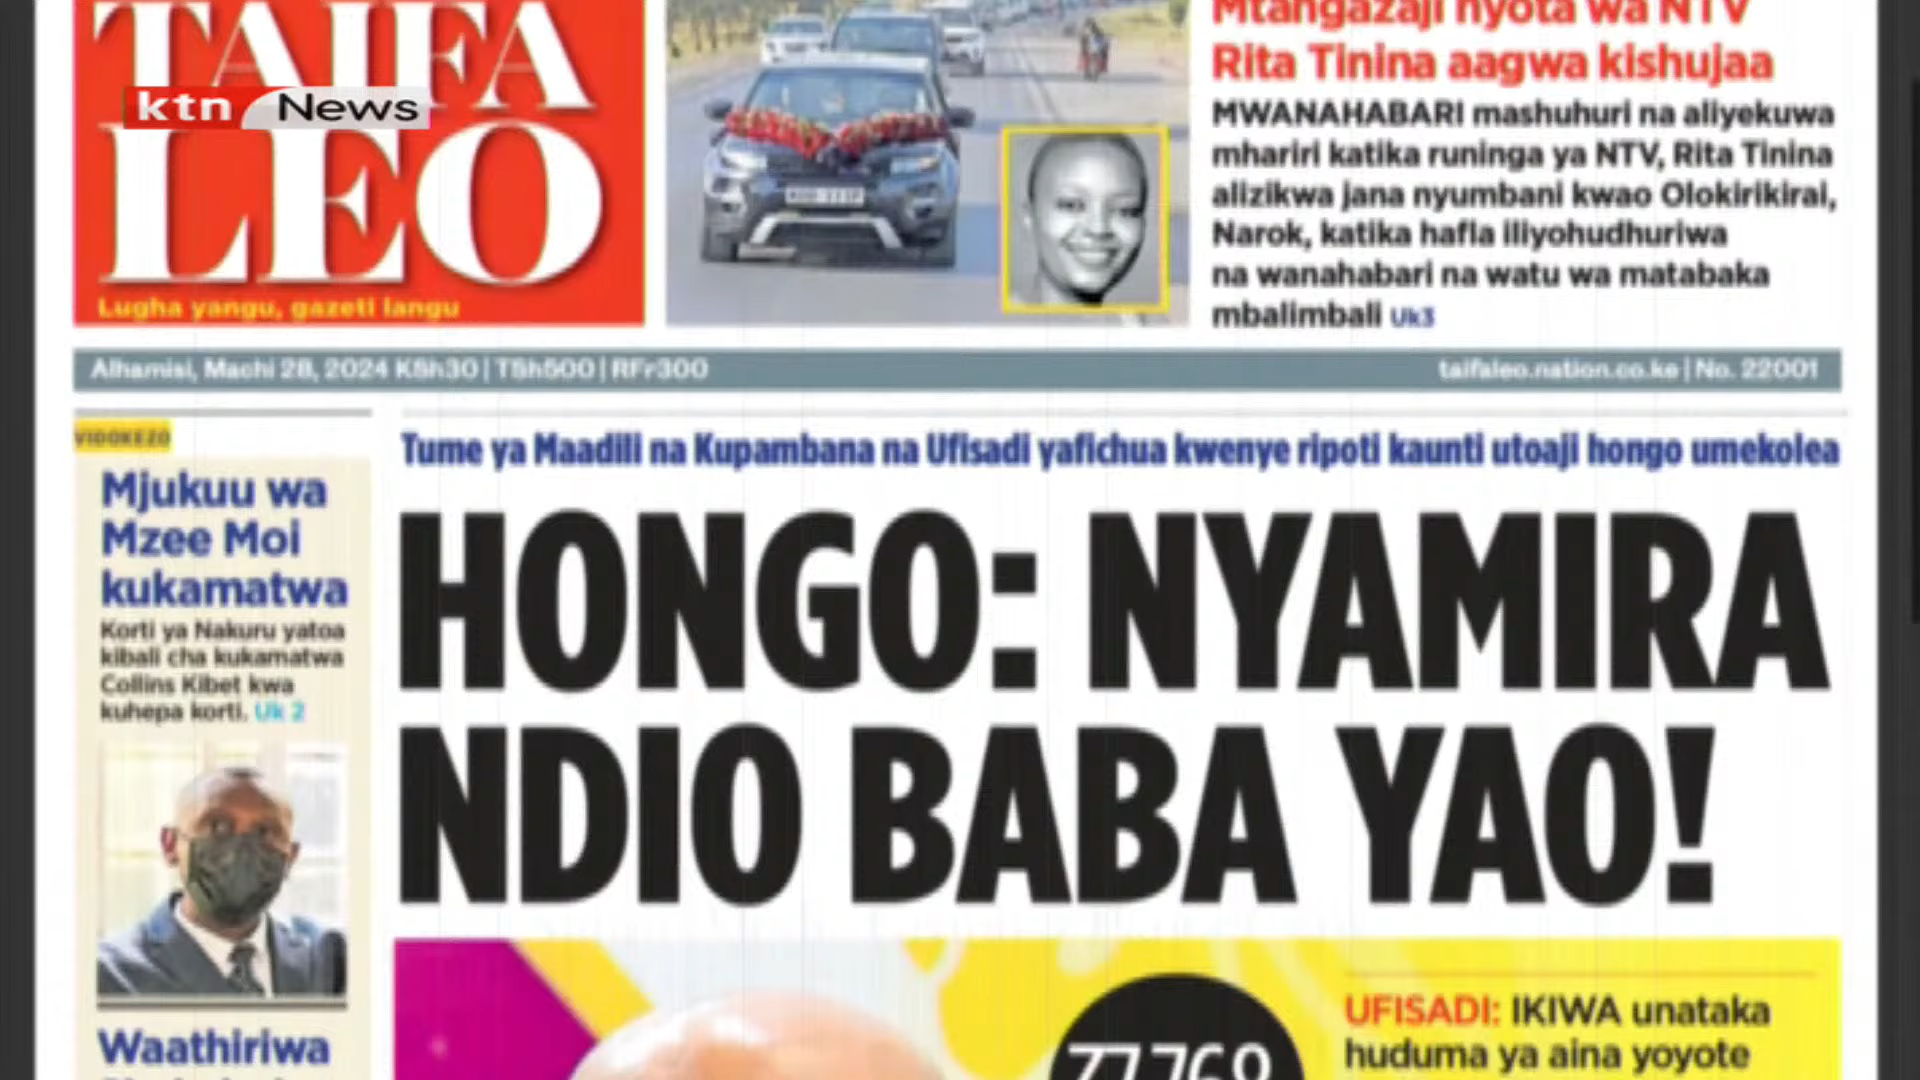 TAIFA
LEO
ktn News
Lugha yangu, gazeti langu
Mtangazaji nyota wa NTV
Rita Tinina aagwa kishujaa
MWANAHABARI mashuhuri na aliyekuwa
mhariri katika runinga ya NTV, Rita Tinina
alizikwa jana nyumbani kwao Olokirikirai,
Narok, katika hafla iliyohudhuriwa
na wanahabari na watu wa matabaka
mbalimbali Uk3
Alhamisi, Machi 28, 2024 KSh30 | TSh500 | RFr300
taifaleo.nation.co.ke | No. 22001
VIDOKEZO
Mjukuu wa
Mzee Moi
kukamatwa
Korti ya Nakuru yatoa
kibali cha kukamatwa
Collins Kibet kwa
kuhepa korti. Uk 2
Waathiriwa
Tume ya Maadili na Kupambana na Ufisadi yafichua kwenye ripoti kaunti utoaji hongo umekolea
HONGO: NYAMIRA
NDIO BABA YAO!
77,768
UFISADI: IKIWA unataka
huduma ya aina yoyote